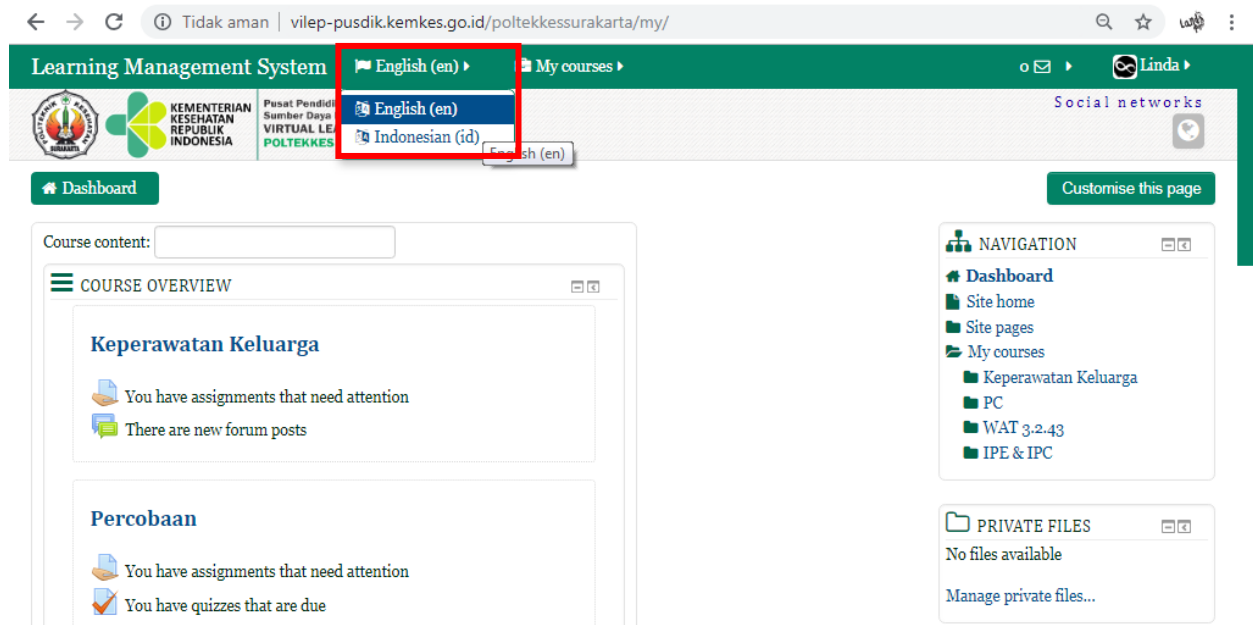 Tidak aman | vilep-pusdik.kemkes.go.id/poltekkessurakarta/my/
Learning Management System English (en) My courses 0 Linda
KEMENTERIAN
KESEHATAN
REPUBLIK
INDONESIA
Pusat Pendidi
Sumber Daya
VIRTUAL LEA
POLTEKKES
SURAKARTA
English (en)
Indonesian (id)
English (en)
Social networks
Dashboard
Customise this page
Course content:
COURSE OVERVIEW
Keperawatan Keluarga
You have assignments that need attention
There are new forum posts
Percobaan
You have assignments that need attention
You have quizzes that are due
NAVIGATION
Dashboard
Site home
Site pages
My courses
Keperawatan Keluarga
PC
WAT 3.2.43
IPE & IPC
PRIVATE FILES
No files available
Manage private files...